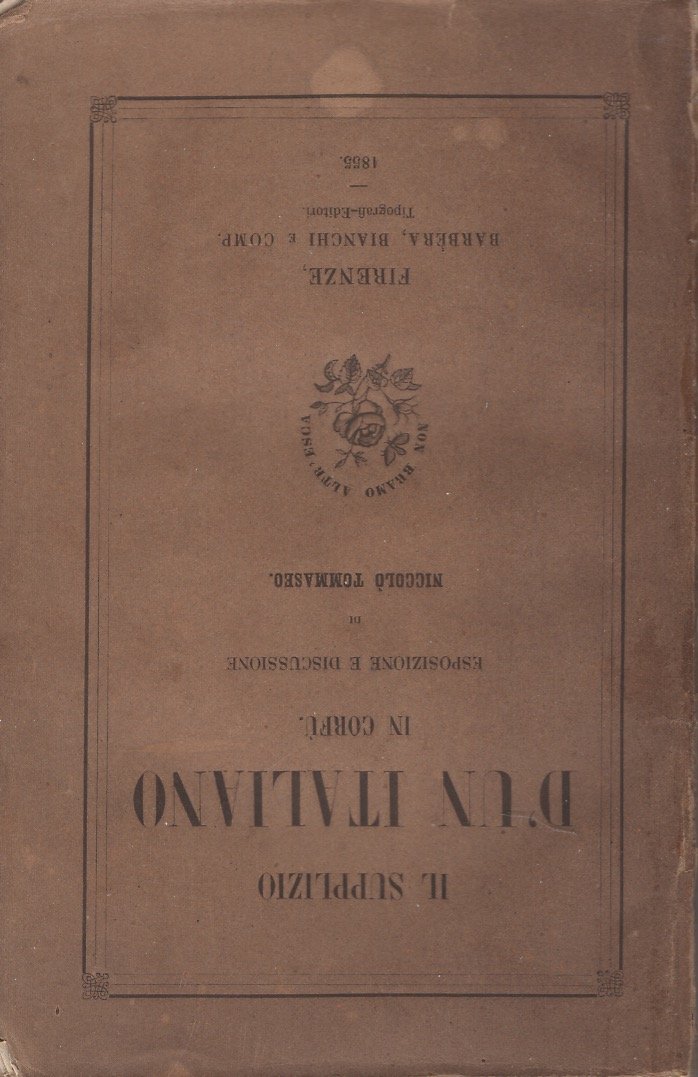 IL SUPPLIZIO
D'UN ITALIANO
IN CORFÙ.
ESPOSIZIONE E DISCUSSIONE
DI
NICCOLÒ TOMMASEO.
NON BRAMO ALTR'ESCA
FIRENZE,
BARBÈRA, BIANCHI E COMP.
Tipografi-Editori.
1855.